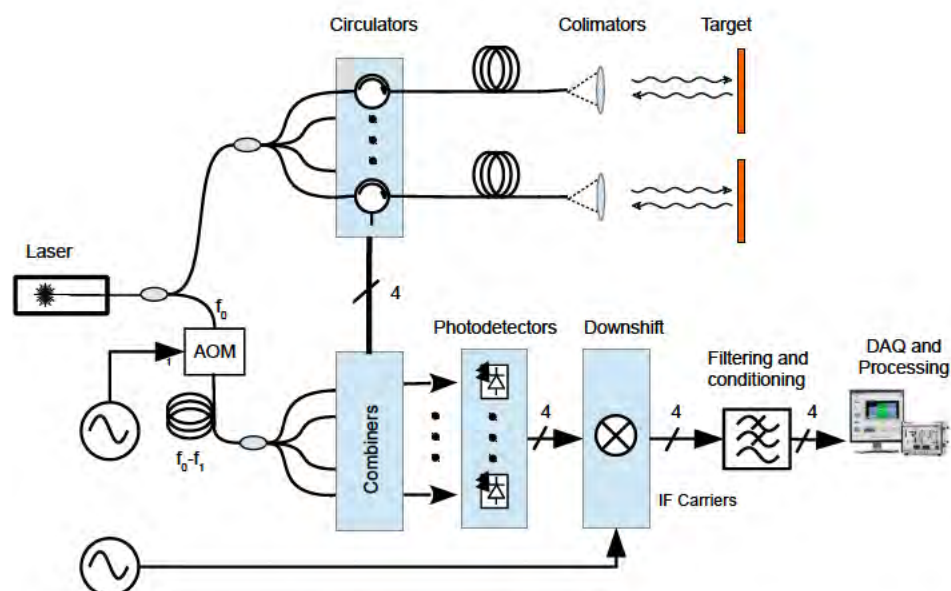 Circulators
Colimators
Target
Laser
4
f0
AOM
Photodetectors
Downshift
Filtering and
conditioning
DAQ and
Processing
4
4
4
f0-f1
Combiners
IF Carriers